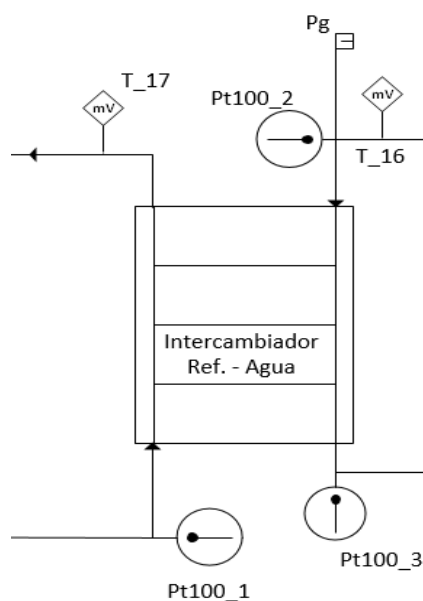 Pg
T_17
mV
Pt100_2
mV
T_16
Intercambiador
Ref. - Agua
Pt100_3
Pt100_1